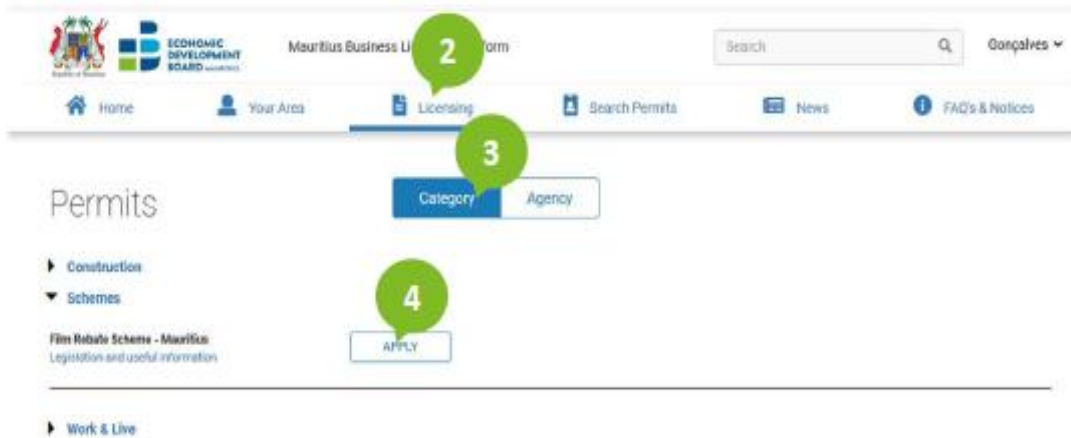 ECONOMIC
DEVELOPMENT
BOARD
Mauritius Business Li 2 form
Search
Gonçalves
Home
Your Area
Licensing
Search Permits
News
FAQ's & Notices
3
Permits
Category
Agency
Construction
Schemes
4
Film Rebate Scheme - Mauritius
APPLY
Legislation and useful information
Work & Live